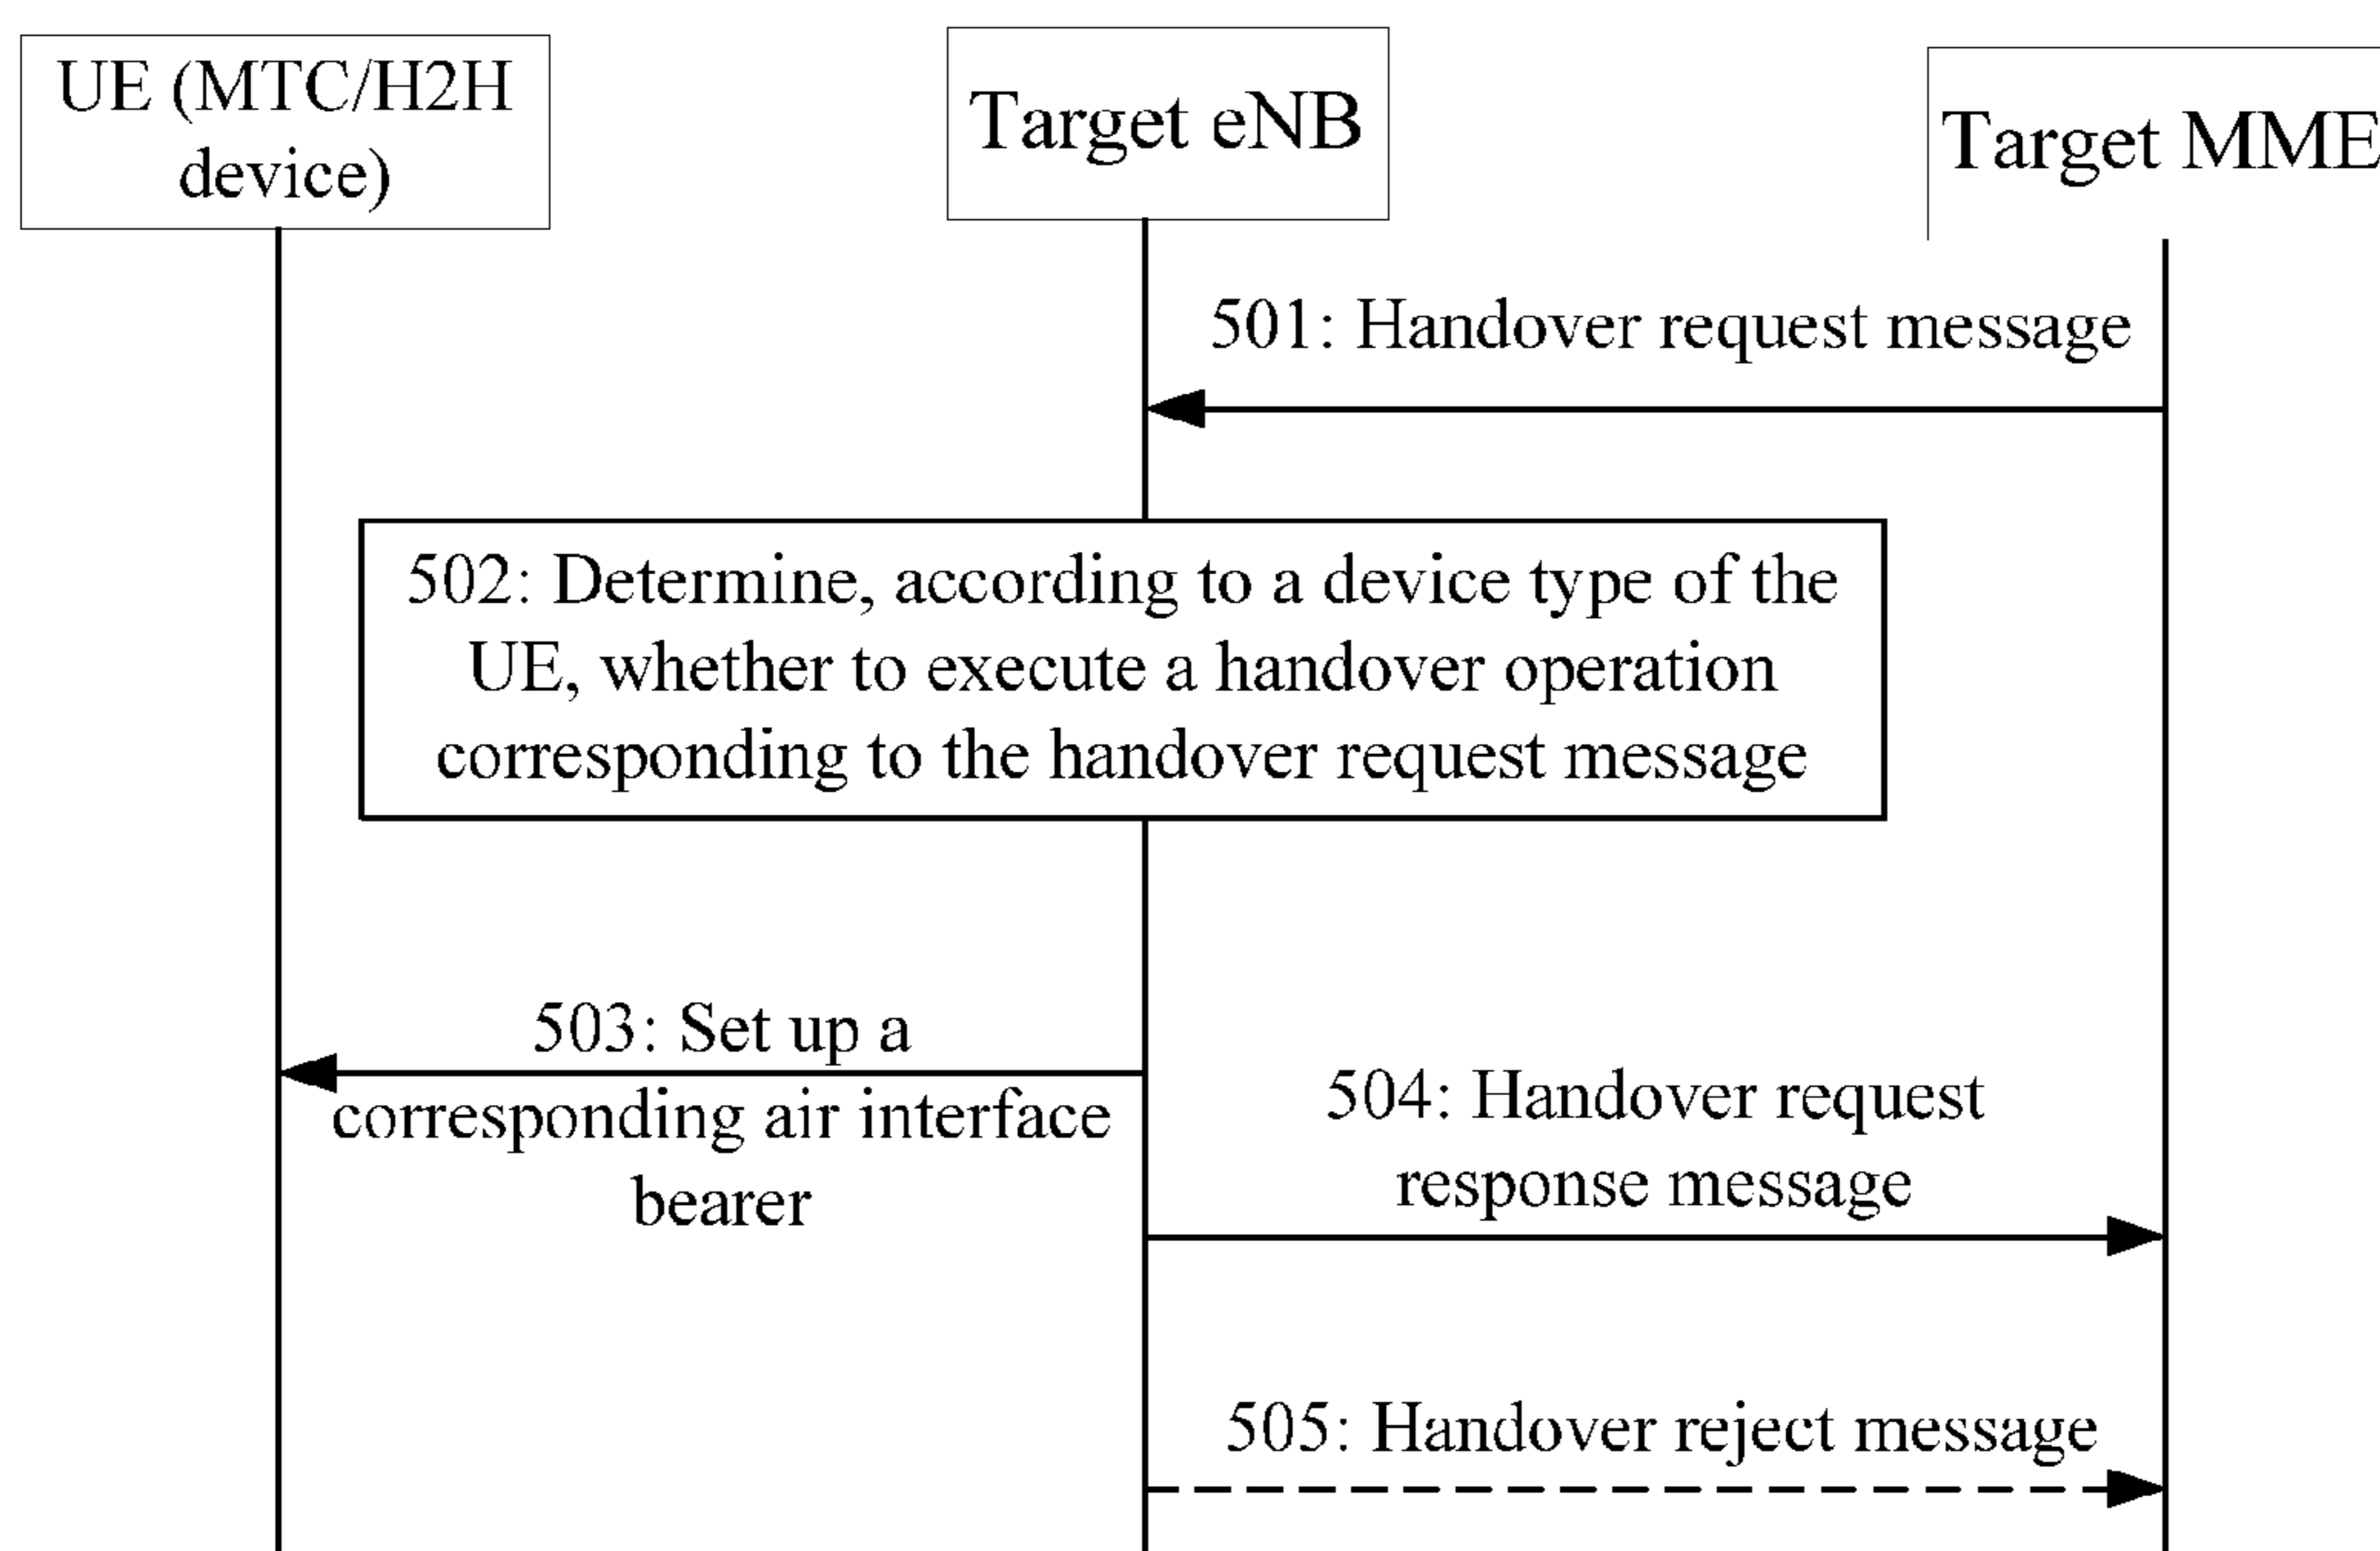 UE (MTC/H2H
device)
Target eNB
Target MME
501: Handover request message
502: Determine, according to a device type of the
UE, whether to execute a handover operation
corresponding to the handover request message
503: Set up a
corresponding air interface
bearer
504: Handover request
response message
505: Handover reject message